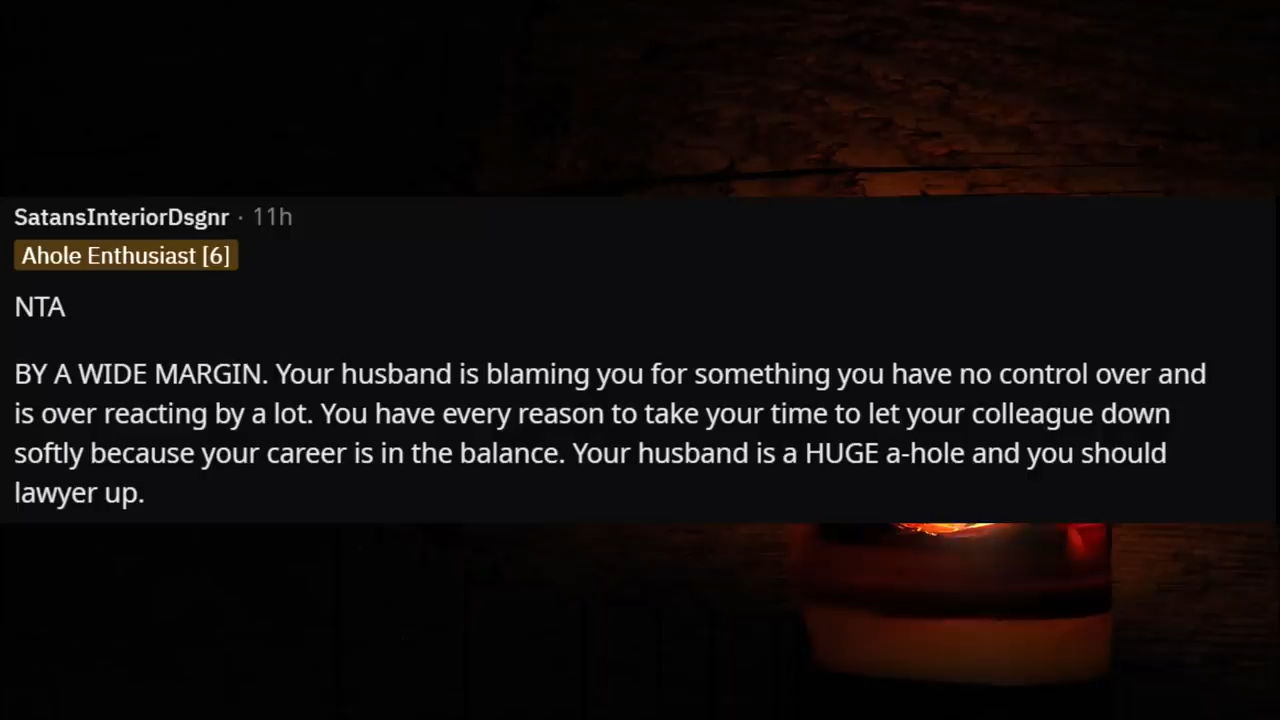 SatansInteriorDsgnr · 11h
Ahole Enthusiast [6]
NTA
BY A WIDE MARGIN. Your husband is blaming you for something you have no control over and
is over reacting by a lot. You have every reason to take your time to let your colleague down
softly because your career is in the balance. Your husband is a HUGE a-hole and you should
lawyer up.